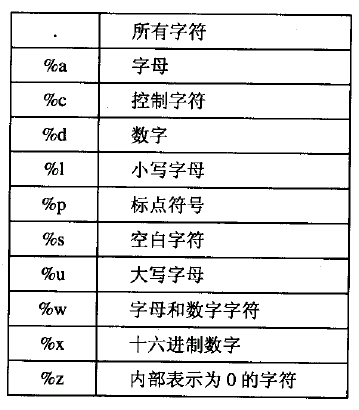 . 所有字符
%a 字母
%c 控制字符
%d 数字
%l 小写字母
%p 标点符号
%s 空白字符
%u 大写字母
%w 字母和数字字符
%x 十六进制数字
%z 内部表示为 0 的字符